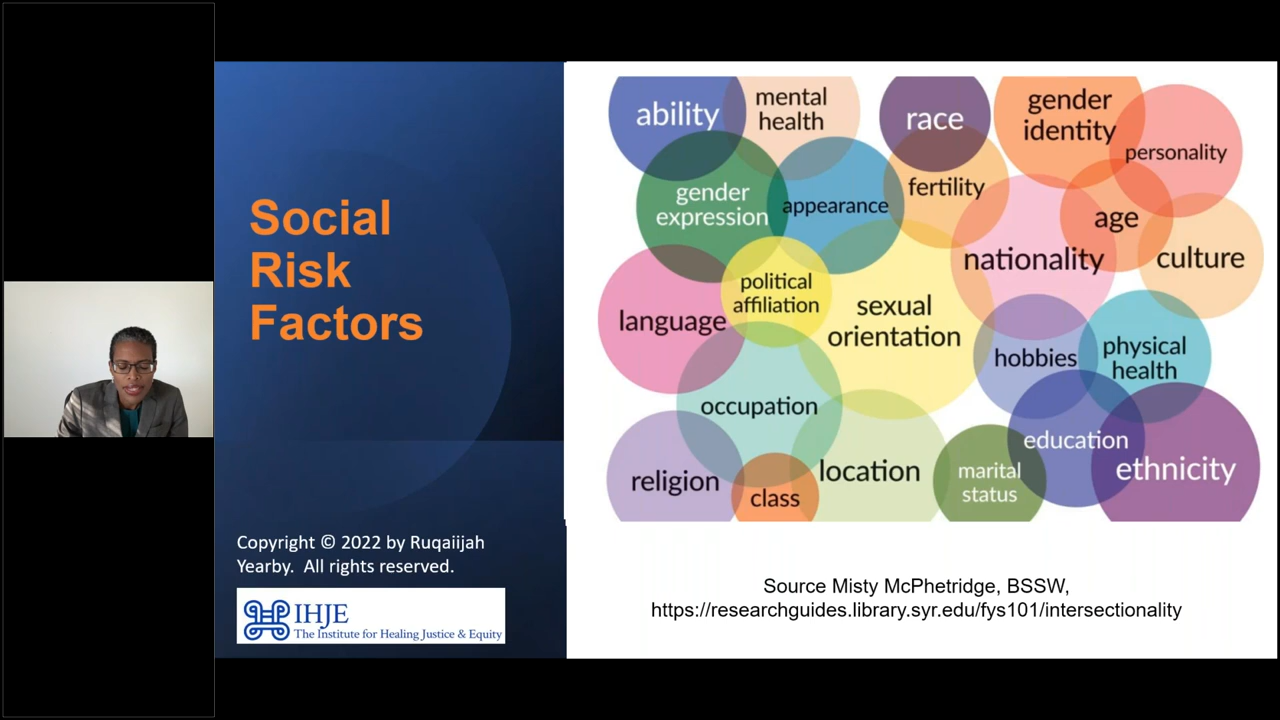 Social
Risk
Factors
Copyright © 2022 by Ruqaiijah
Yearby.  All rights reserved.
IHJE
The Institute for Healing Justice & Equity
ability
mental
health
race
gender
identity
personality
gender
expression
appearance
fertility
age
nationality
culture
language
political
affiliation
sexual
orientation
hobbies
physical
health
occupation
education
religion
class
location
marital
status
ethnicity
Source Misty McPhetridge, BSSW,
https://researchguides.library.syr.edu/fys101/intersectionality